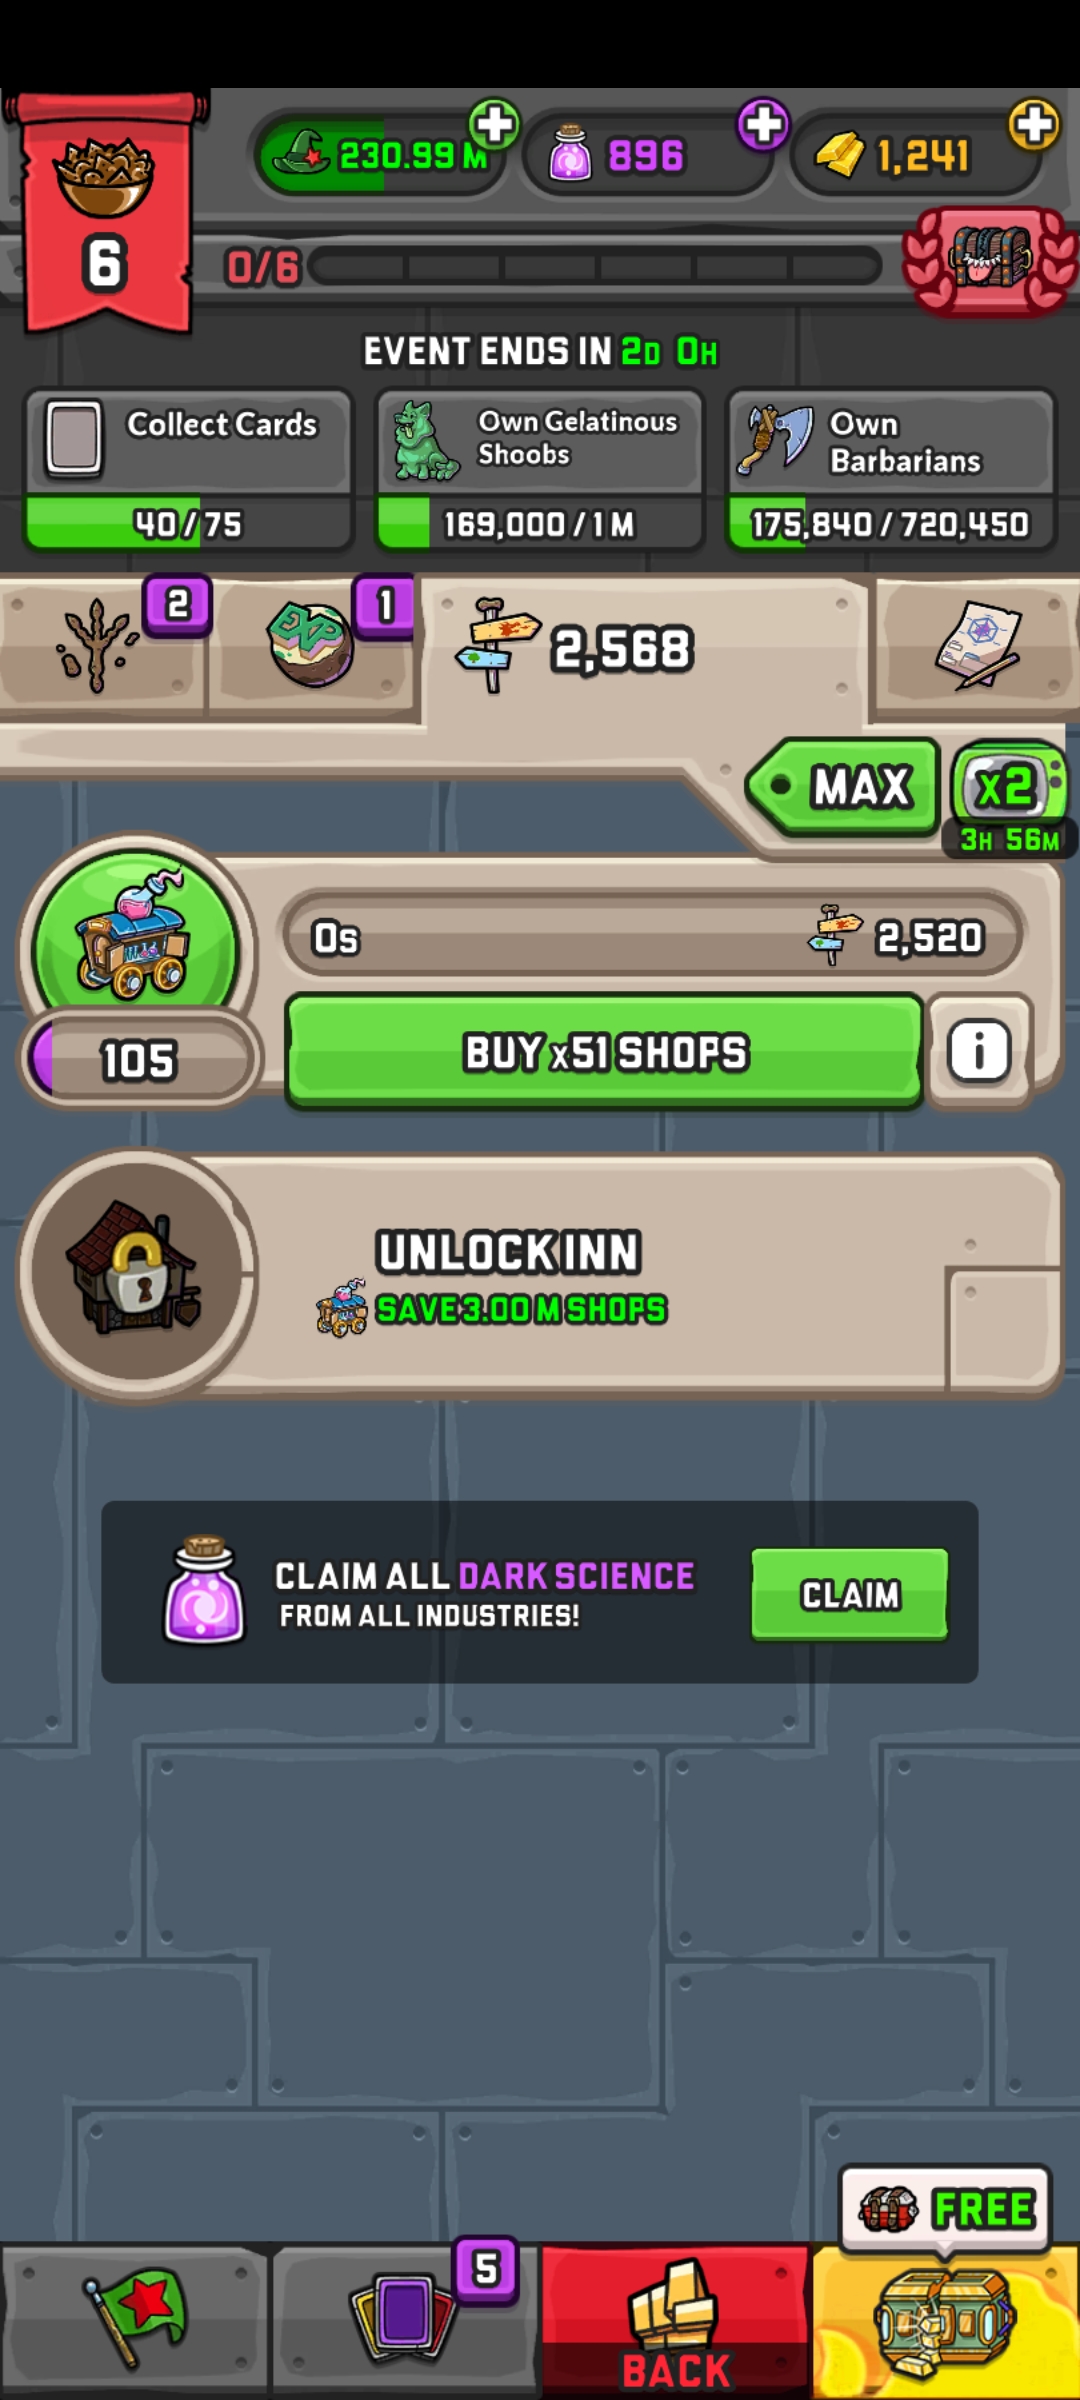 230.99 M
896
1,241
6
0/6
EVENT ENDS IN 2D 0H
Collect Cards
40/75
Own Gelatinous
Shoobs
169,000/1 M
Own
Barbarians
175,840/720,450
2
EXP
1
2,568
MAX
x2
3H 56M
0s
2,520
105
BUY x51 SHOPS
i
UNLOCK INN
SAVE 3.00 M SHOPS
CLAIM ALL DARK SCIENCE
FROM ALL INDUSTRIES!
CLAIM
FREE
5
BACK